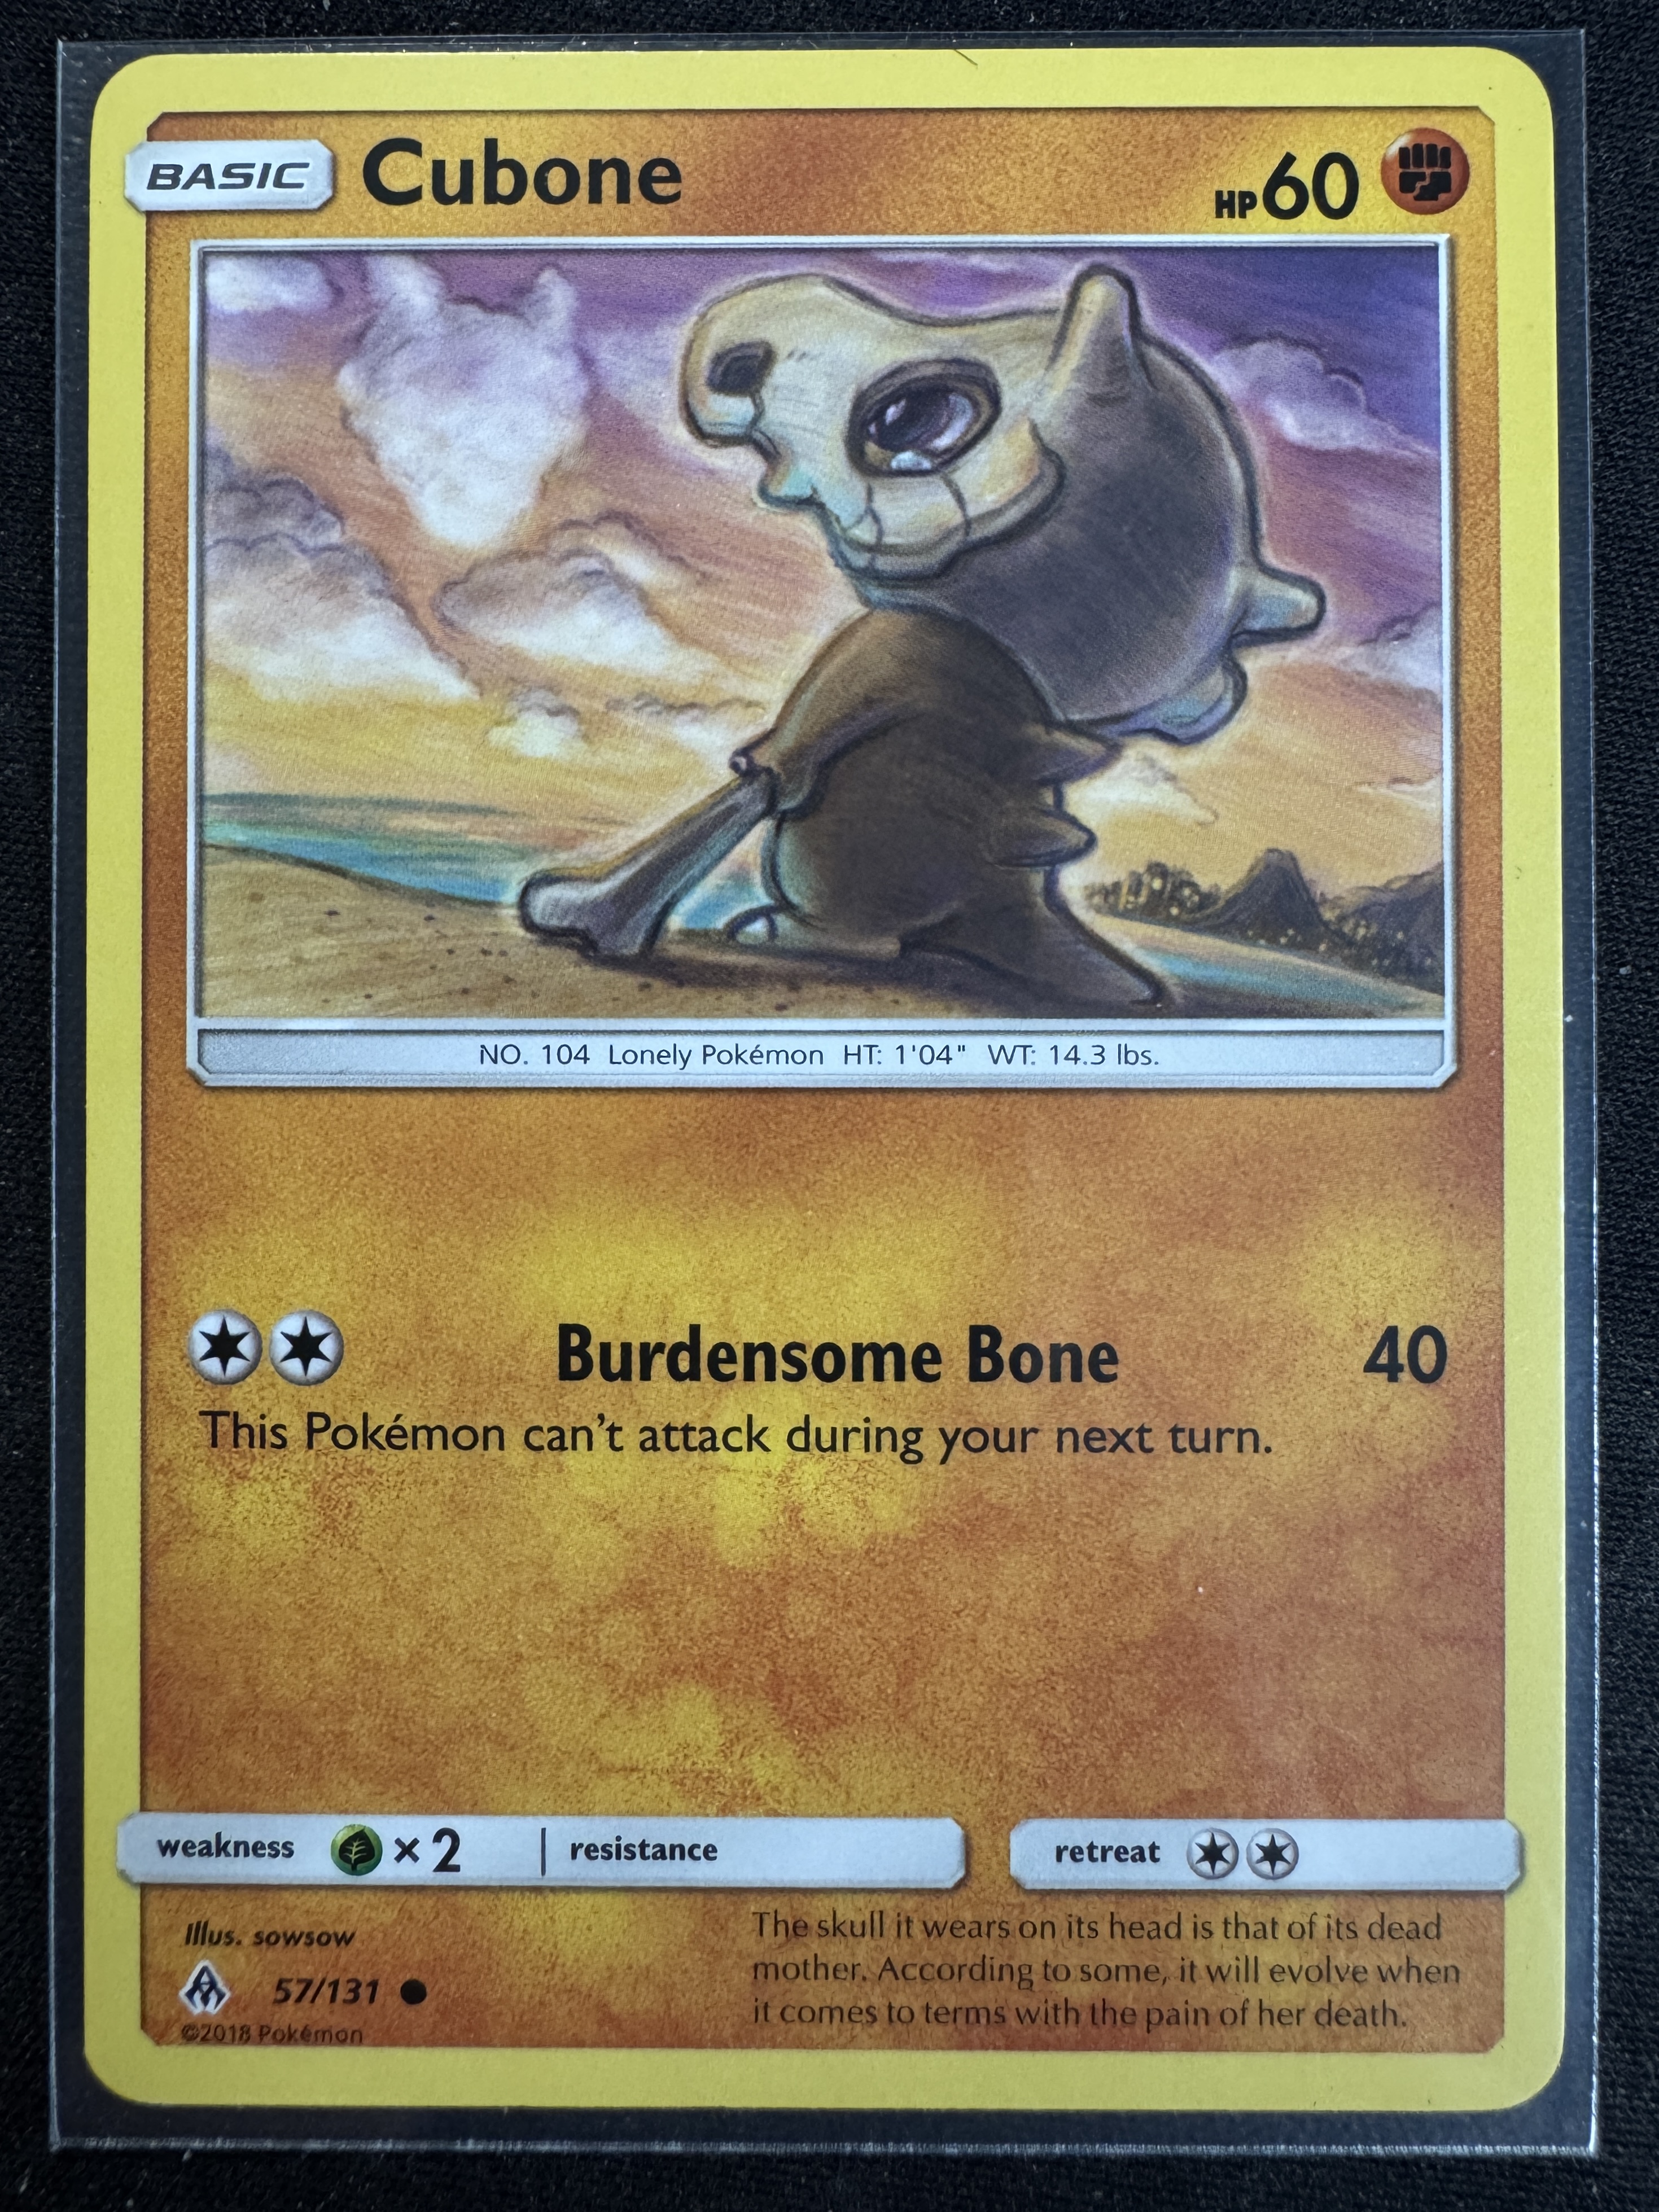 BASIC Cubone HP 60
NO. 104 Lonely Pokémon HT: 1'04" WT: 14.3 lbs.
Burdensome Bone 40
This Pokémon can't attack during your next turn.
weakness ×2 | resistance retreat
Illus. sowsow
57/131
©2018 Pokémon
The skull it wears on its head is that of its dead
mother. According to some, it will evolve when
it comes to terms with the pain of her death.